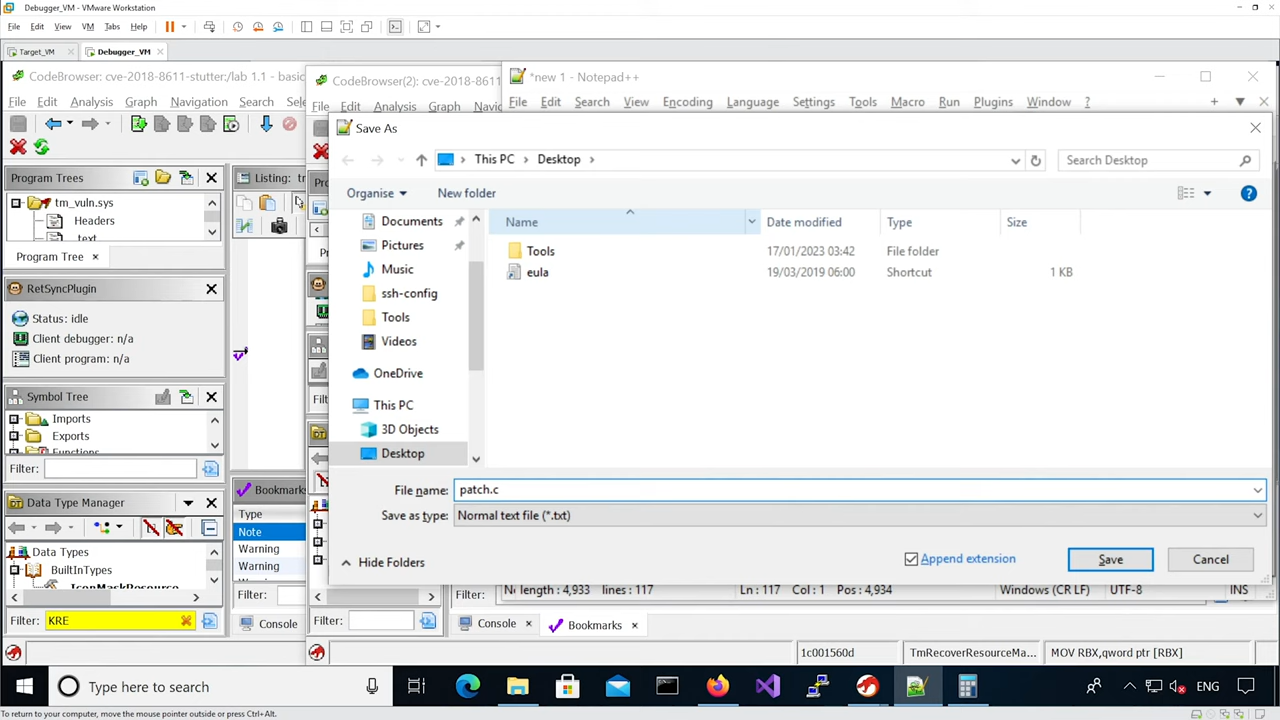 Debugger_VM - VMware Workstation
File Edit View VM Tabs Help
Target_VM Debugger_VM
CodeBrowser: cve-2018-8611-stutter:/lab 1.1 - basic
CodeBrowser(2): cve-2018-8611
*new 1 - Notepad++
File Edit Analysis Graph Navigation Search
File Edit Analysis Graph
File Edit Search View Encoding Language Settings Tools Macro Run Plugins Window ?
Save As
This PC Desktop
Search Desktop
Organise New folder
Program Trees
tm_vuln.sys
Headers
.text
Program Tree
Listing:
RetSyncPlugin
Status: idle
Client debugger: n/a
Client program: n/a
Symbol Tree
Imports
Exports
Functions
Filter:
Data Type Manager
Data Types
BuiltInTypes
IconMaskResource
Filter: KRE
Bookmarks
Type
Note
Warning
Warning
Filter:
Console
Documents
Pictures
Music
ssh-config
Tools
Videos
OneDrive
This PC
3D Objects
Desktop
Name Date modified Type Size
Tools 17/01/2023 03:42 File folder
eula 19/03/2019 06:00 Shortcut 1 KB
File name: patch.c
Save as type: Normal text file (*.txt)
Hide Folders
Append extension
Save Cancel
length : 4,933 lines : 117 Ln : 117 Col : 1 Pos : 4,934 Windows (CR LF) UTF-8 INS
Filter:
Filter:
Console Bookmarks
1c001560d TmRecoverResourceMa... MOV RBX,qword ptr [RBX]
Type here to search
ENG
To return to your computer, move the mouse pointer outside or press Ctrl+Alt.